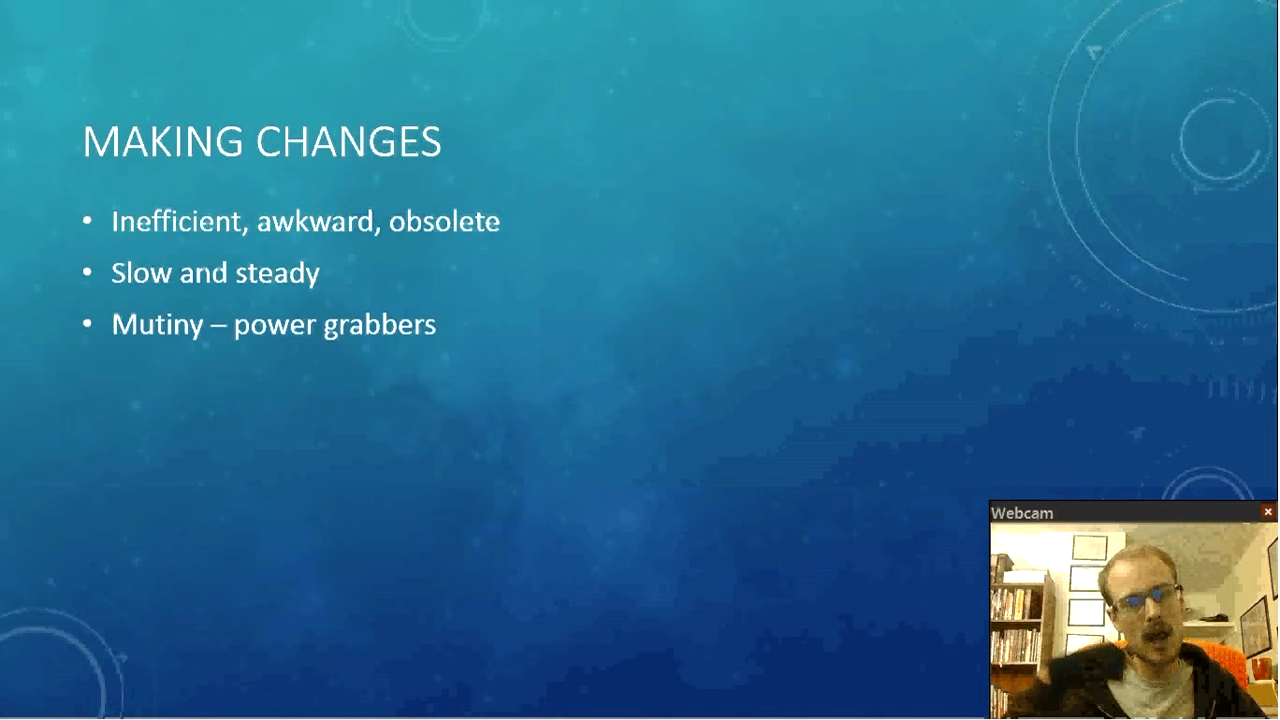 MAKING CHANGES
• Inefficient, awkward, obsolete
• Slow and steady
• Mutiny – power grabbers
Webcam